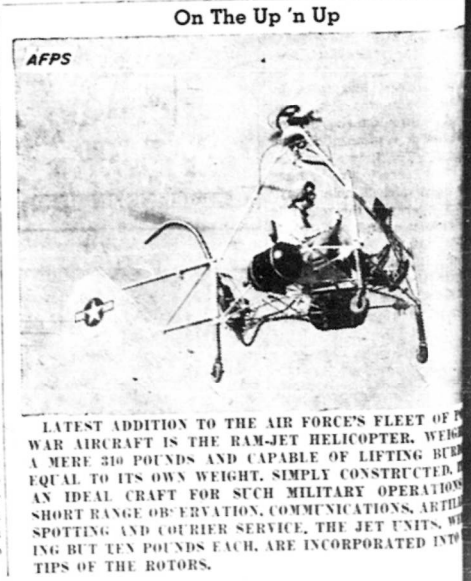 On The Up 'n Up
AFPS
LATEST ADDITION TO THE AIR FORCE'S FLEET OF
WAR AIRCRAFT IS THE RAM-JET HELICOPTER. WEIG
A MERE 310 POUNDS AND CAPABLE OF LIFTING BUR
EQUAL TO ITS OWN WEIGHT. SIMPLY CONSTRUCTED,
AN IDEAL CRAFT FOR SUCH MILITARY OPERATIONS
SHORT RANGE OBSERVATION, COMMUNICATIONS, ARTIL
SPOTTING AND COURIER SERVICE. THE JET UNITS, WE
ING BUT TEN POUNDS EACH, ARE INCORPORATED INTO
TIPS OF THE ROTORS.